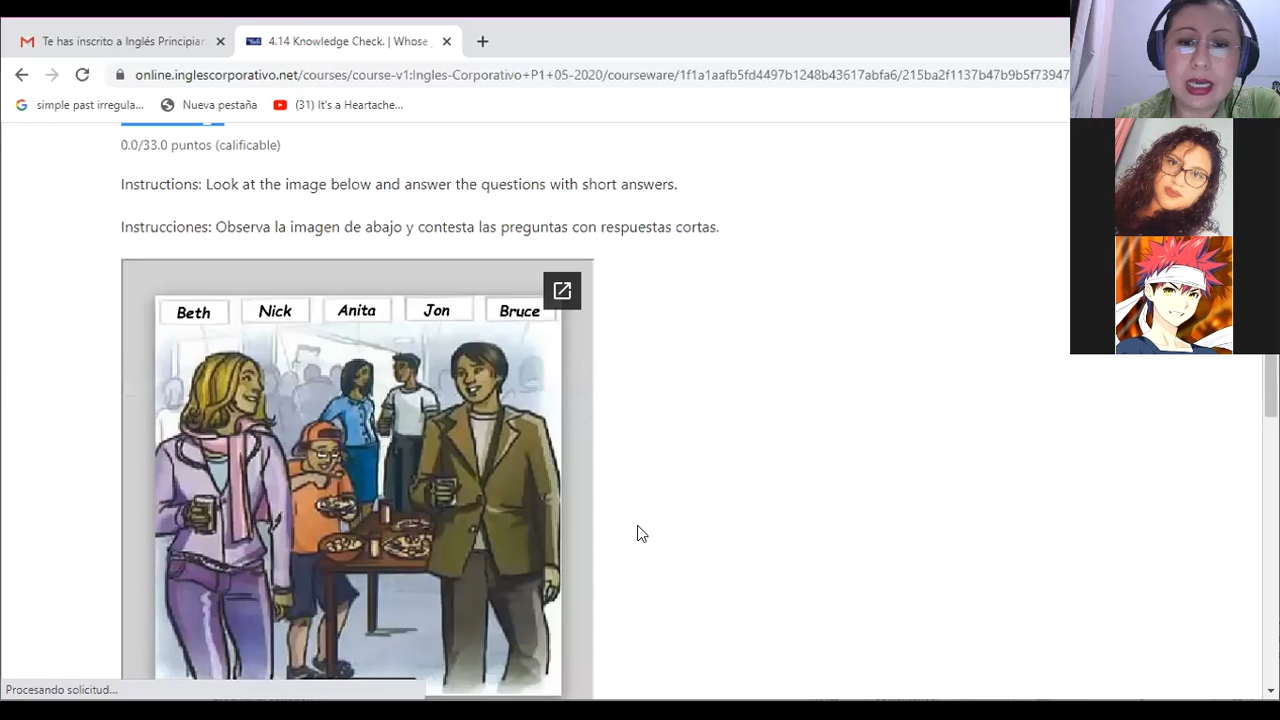 Te has inscrito a Inglés Principian
4.14 Knowledge Check. | Whose
online.inglescorporativo.net/courses/course-v1:Ingles-Corporativo+P1+05-2020/courseware/1f1a1aafb5fd4497b1248b43617abfa6/215ba2f1137b47b9b5f73947
simple past irregula...
Nueva pestaña
(31) It's a Heartache...
0.0/33.0 puntos (calificable)
Instructions: Look at the image below and answer the questions with short answers.
Instrucciones: Observa la imagen de abajo y contesta las preguntas con respuestas cortas.
Beth Nick Anita Jon Bruce
Procesando solicitud...